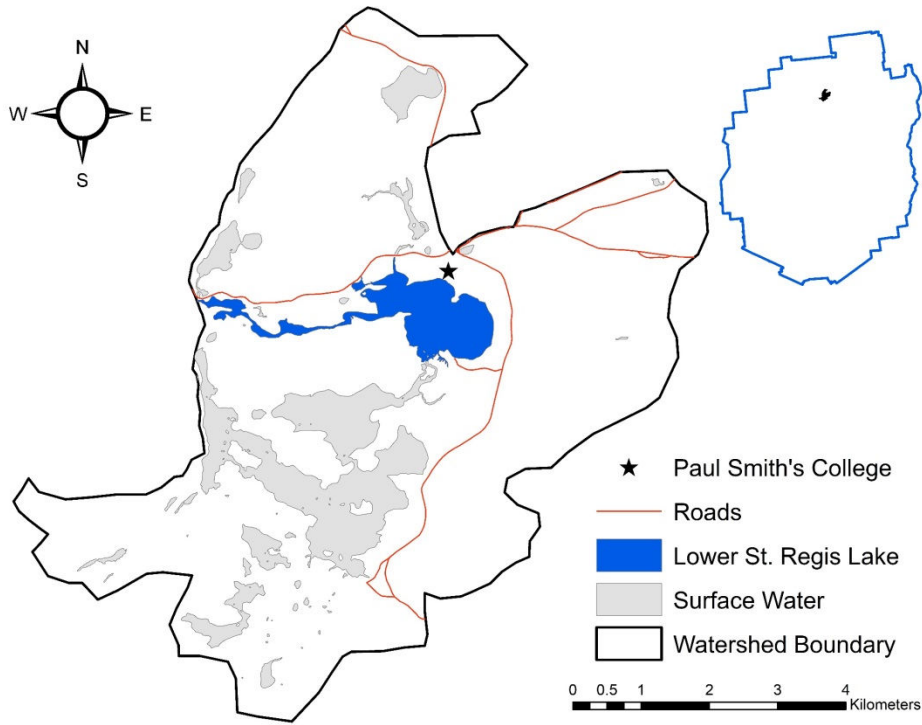 N
W E
S
Paul Smith's College
Roads
Lower St. Regis Lake
Surface Water
Watershed Boundary
0 0.5 1 2 3 4
Kilometers